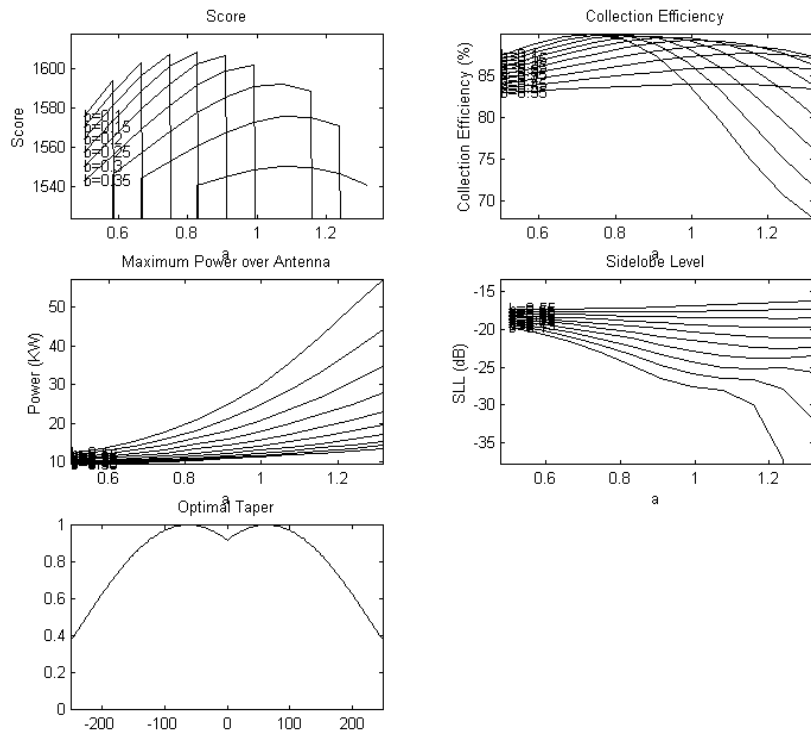 Score
Score
1600
1580
1560
1540
b=0.15
b=0.25
b=0.3
b=0.35
0.6 0.8 1 1.2
a
Collection Efficiency
Collection Efficiency (%)
85
80
75
70
0.6 0.8 1 1.2
a
Maximum Power over Antenna
Power (KW)
50
40
30
20
10
0.6 0.8 1 1.2
a
Sidelobe Level
SLL (dB)
-15
-20
-25
-30
-35
0.6 0.8 1 1.2
a
Optimal Taper
1
0.8
0.6
0.4
0.2
0
-200 -100 0 100 200